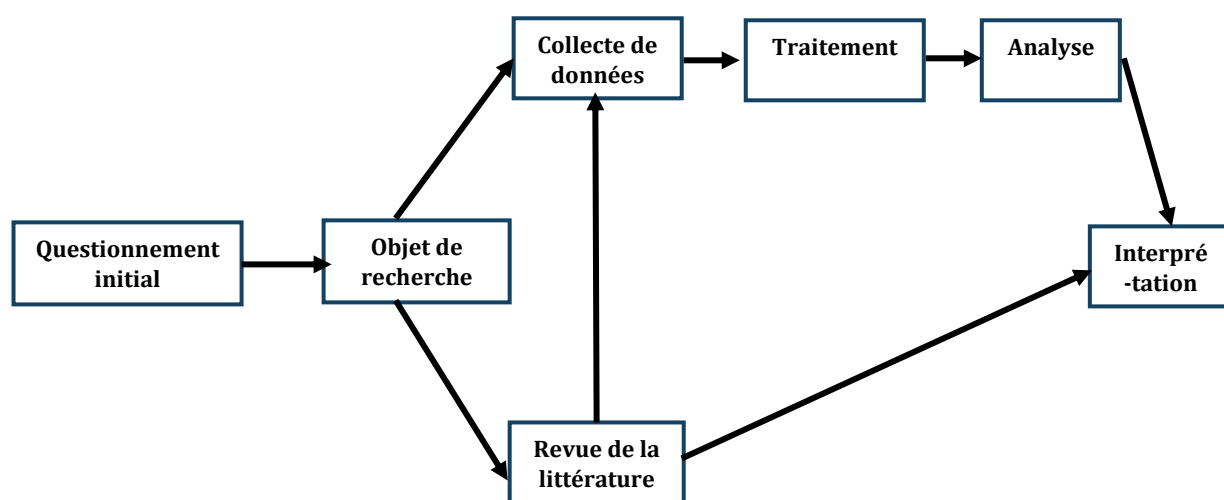 Collecte de
données
Traitement
Analyse
Questionnement
initial
Objet de
recherche
Interpré
-tation
Revue de la
littérature